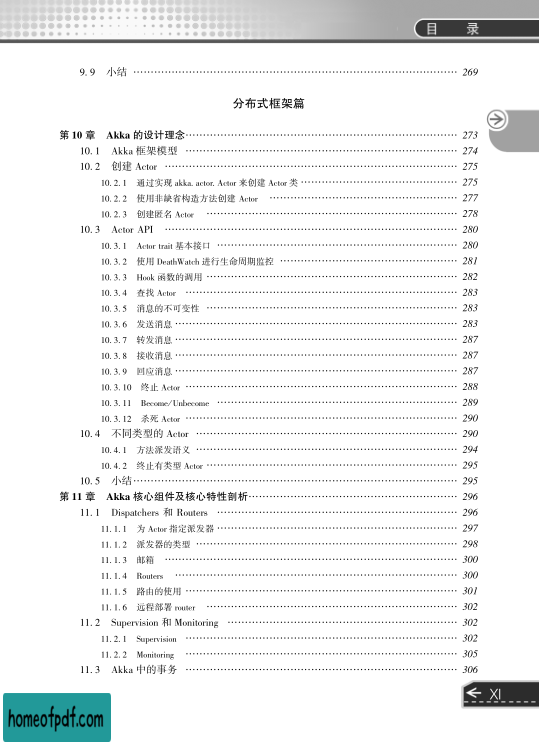 目 录
9.9 小结 …… 269
分布式框架篇
第10章 Akka的设计理念 …… 273
10.1 Akka框架模型 …… 274
10.2 创建Actor …… 275
10.2.1 通过实现akka.actor.Actor来创建Actor类 …… 275
10.2.2 使用非缺省构造方法创建Actor …… 277
10.2.3 创建匿名Actor …… 278
10.3 Actor API …… 280
10.3.1 Actor trait基本接口 …… 280
10.3.2 使用DeathWatch进行生命周期监控 …… 281
10.3.3 Hook函数的调用 …… 282
10.3.4 查找Actor …… 283
10.3.5 消息的不可变性 …… 283
10.3.6 发送消息 …… 283
10.3.7 转发消息 …… 287
10.3.8 接收消息 …… 287
10.3.9 回应消息 …… 287
10.3.10 终止Actor …… 288
10.3.11 Become/Unbecome …… 289
10.3.12 杀死Actor …… 290
10.4 不同类型的Actor …… 290
10.4.1 方法派发语义 …… 294
10.4.2 终止有类型Actor …… 295
10.5 小结 …… 295
第11章 Akka核心组件及核心特性剖析 …… 296
11.1 Dispatchers和Routers …… 296
11.1.1 为Actor指定派发器 …… 297
11.1.2 派发器的类型 …… 298
11.1.3 邮箱 …… 300
11.1.4 Routers …… 300
11.1.5 路由的使用 …… 301
11.1.6 远程部署router …… 302
11.2 Supervision和Monitoring …… 302
11.2.1 Supervision …… 302
11.2.2 Monitoring …… 305
11.3 Akka中的事务 …… 306
XI
homeofpdf.com